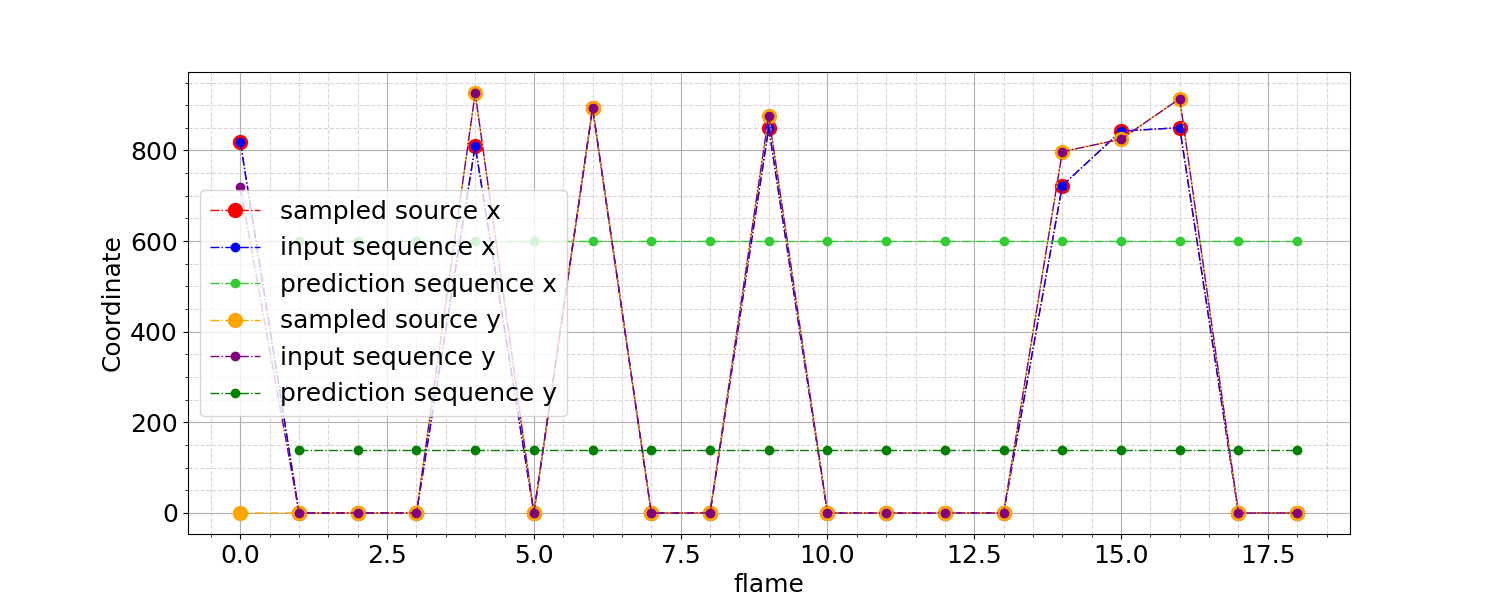 800
600
400
200
0
Coordinate
sampled source x
input sequence x
prediction sequence x
sampled source y
input sequence y
prediction sequence y
0.0 2.5 5.0 7.5 10.0 12.5 15.0 17.5
flame